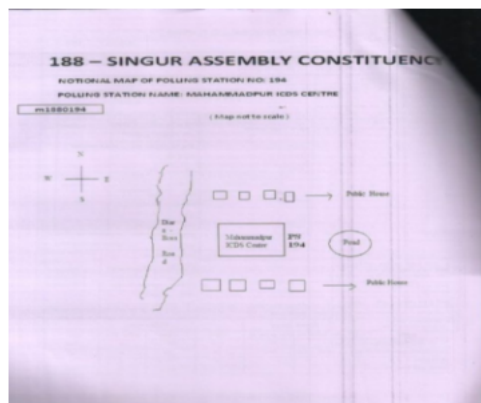 188 – SINGUR ASSEMBLY CONSTITUENC
NOTIONAL MAP OF POLLING STATION NO: 194
POLLING STATION NAME: MAHAMMADPUR ICDS CENTRE
m1880194
( Map not to scale )
N
W E
S
Public House
Mahammadpur
ICDS Centre
PS
194
Pond
Roa
d
Public House